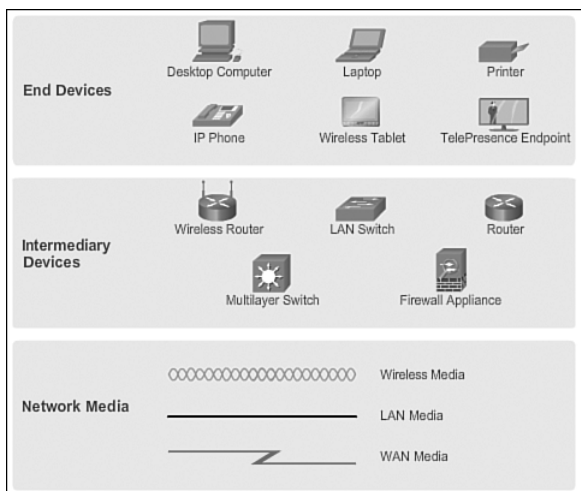 End Devices
Desktop Computer
Laptop
Printer
IP Phone
Wireless Tablet
TelePresence Endpoint
Intermediary
Devices
Wireless Router
LAN Switch
Router
Multilayer Switch
Firewall Appliance
Network Media
Wireless Media
LAN Media
WAN Media